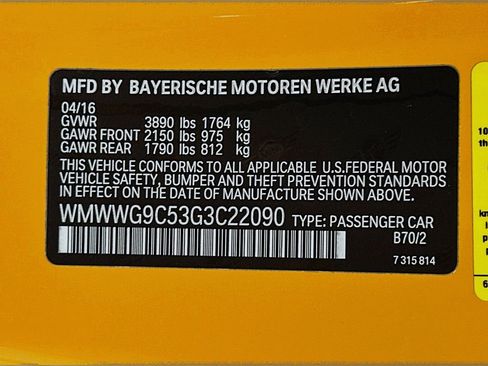 MFD BY BAYERISCHE MOTOREN WERKE AG
04/16
GVWR 3890 lbs 1764 kg
GAWR FRONT 2150 lbs 975 kg
GAWR REAR 1790 lbs 812 kg
THIS VEHICLE CONFORMS TO ALL APPLICABLE U.S.FEDERAL MOTOR
VEHICLE SAFETY, BUMPER AND THEFT PREVENTION STANDARDS
IN EFFECT ON THE DATE OF MANUFACTURE SHOWN ABOVE.
WMWWG9C53G3C22090 TYPE: PASSENGER CAR
B70/2
7 315 814
10
th